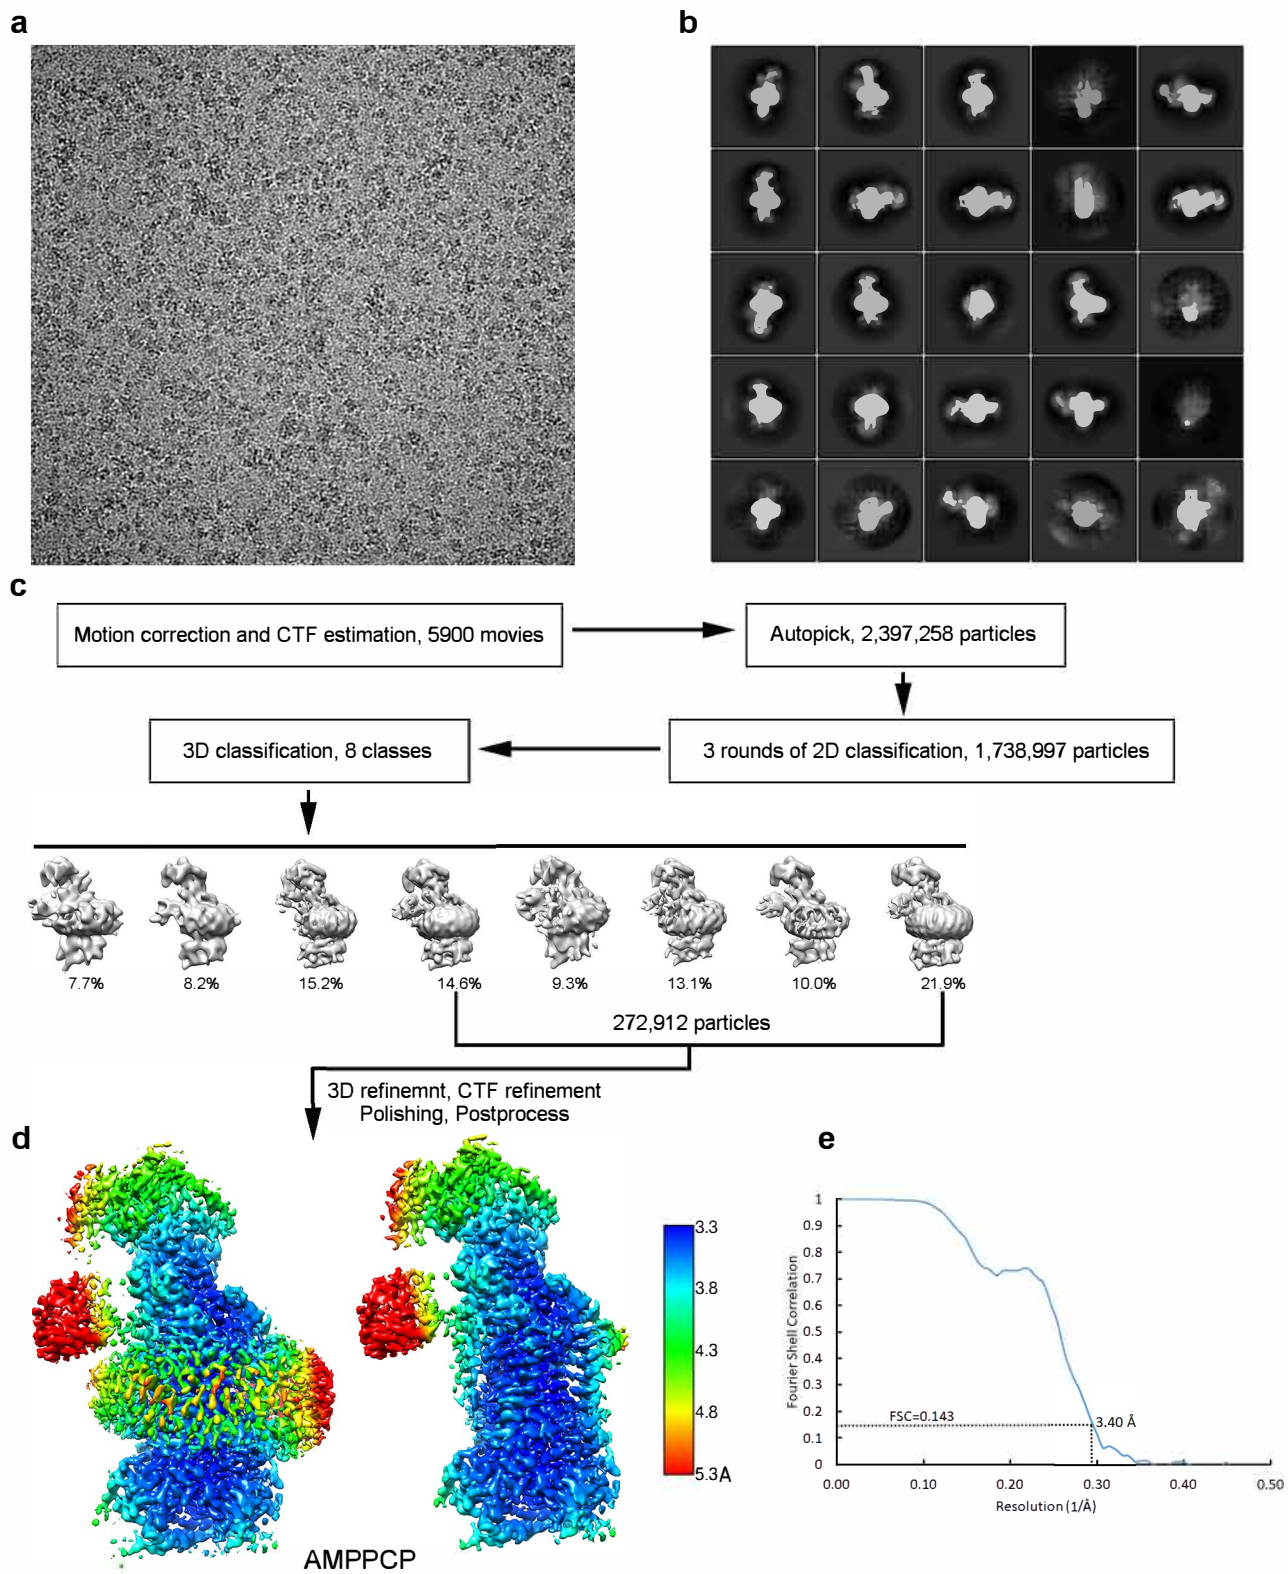 a
b
c
Motion correction and CTF estimation, 5900 movies
Autopick, 2,397,258 particles
3D classification, 8 classes
3 rounds of 2D classification, 1,738,997 particles
7.7%
8.2%
15.2%
14.6%
9.3%
13.1%
10.0%
21.9%
272,912 particles
3D refinemnt, CTF refinement
Polishing, Postprocess
d
3.3
3.8
4.3
4.8
5.3Å
AMPPCP
e
Fourier Shell Correlation
1
0.9
0.8
0.7
0.6
0.5
0.4
0.3
0.2
0.1
0
FSC=0.143
3.40 Å
0.00
0.10
0.20
0.30
0.40
0.50
Resolution (1/Å)